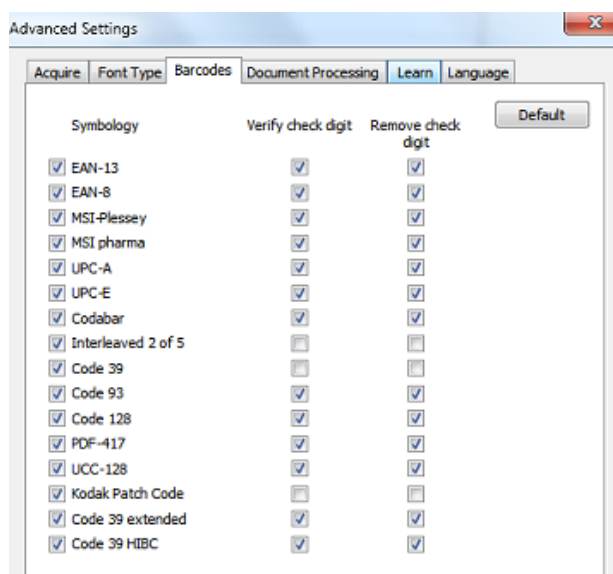 Advanced Settings
Acquire Font Type Barcodes Document Processing Learn Language
Default
Symbology Verify check digit Remove check
digit
EAN-13
EAN-8
MSI-Plessey
MSI pharma
UPC-A
UPC-E
Codabar
Interleaved 2 of 5
Code 39
Code 93
Code 128
PDF-417
UCC-128
Kodak Patch Code
Code 39 extended
Code 39 HIBC